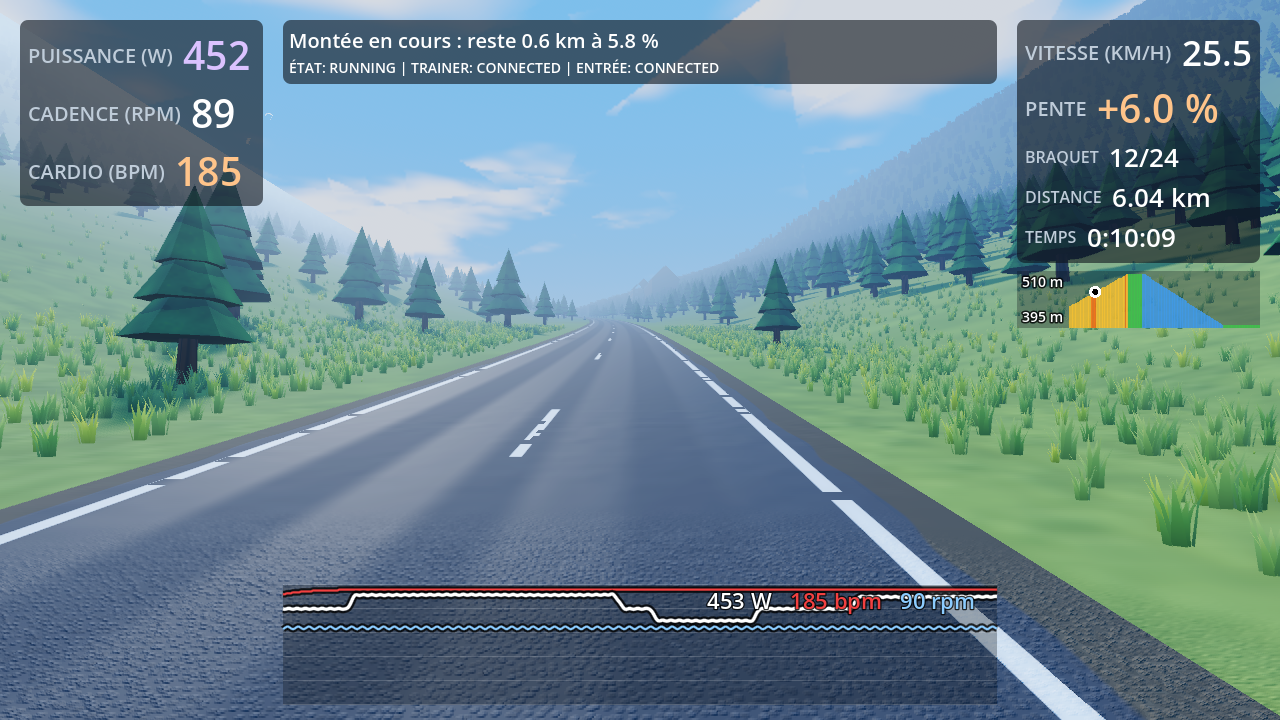 PUISSANCE (W) 452
CADENCE (RPM) 89
CARDIO (BPM) 185
Montée en cours : reste 0.6 km à 5.8 %
ÉTAT: RUNNING | TRAINER: CONNECTED | ENTRÉE: CONNECTED
VITESSE (KM/H) 25.5
PENTE +6.0 %
BRAQUET 12/24
DISTANCE 6.04 km
TEMPS 0:10:09
510 m
395 m
453 W 185 bpm 90 rpm